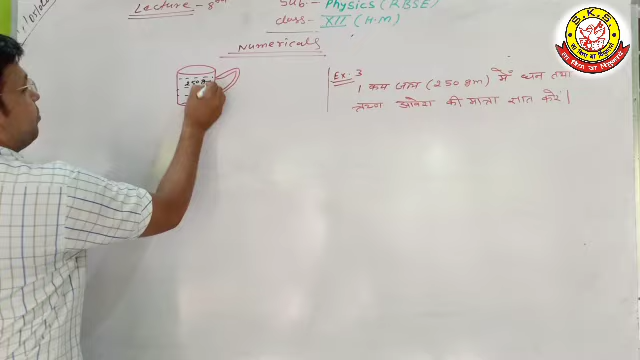 Lecture - 8th
Sub:- Physics (RBSE)
Class- XII (H.M)
Numericals
250g
Ex. 3
1 कप जल (250 gm) में धन तथा
ऋण आवेश की मात्रा ज्ञात करें |
S.K.S.